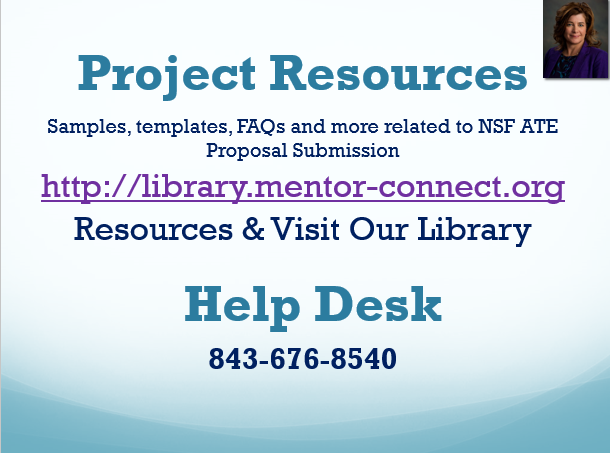 Project Resources
Samples, templates, FAQs and more related to NSF ATE
Proposal Submission
http://library.mentor-connect.org
Resources & Visit Our Library
Help Desk
843-676-8540